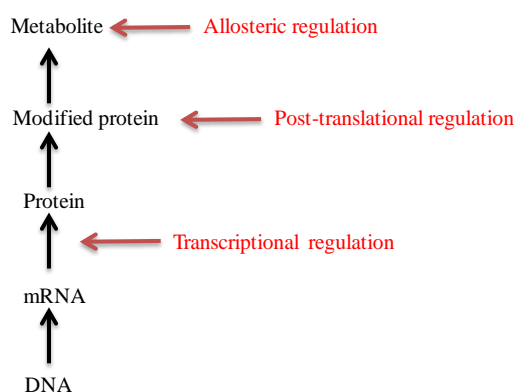 Metabolite Allosteric regulation
Modified protein Post-translational regulation
Protein
Transcriptional regulation
mRNA
DNA